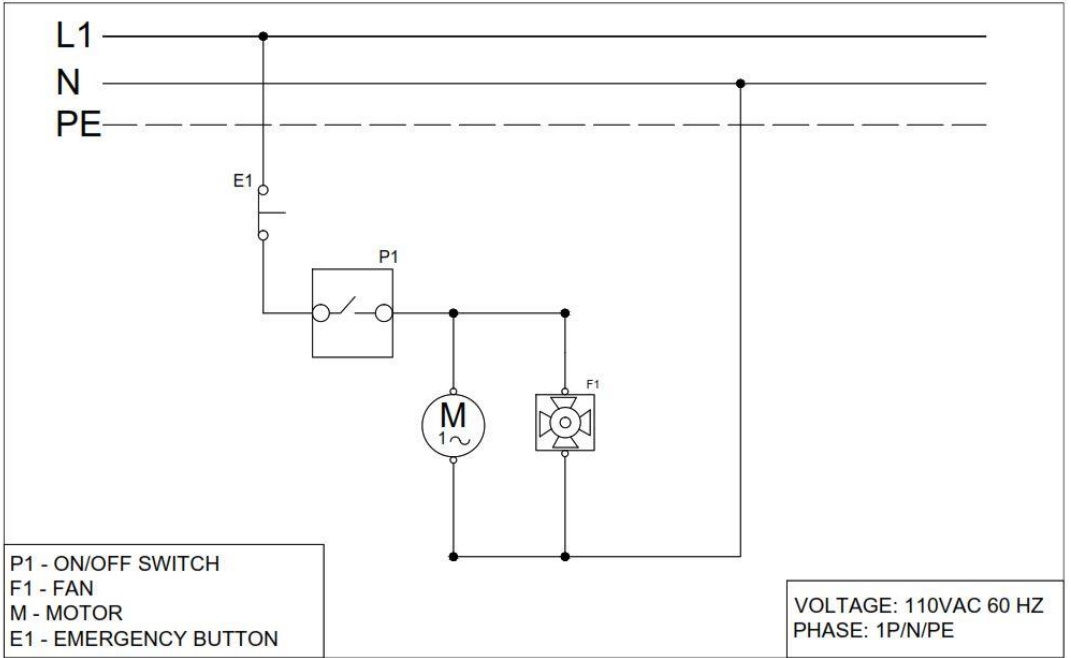 L1
N
PE
E1
P1
F1
M
1~
P1 - ON/OFF SWITCH
F1 - FAN
M - MOTOR
E1 - EMERGENCY BUTTON
VOLTAGE: 110VAC 60 HZ
PHASE: 1P/N/PE